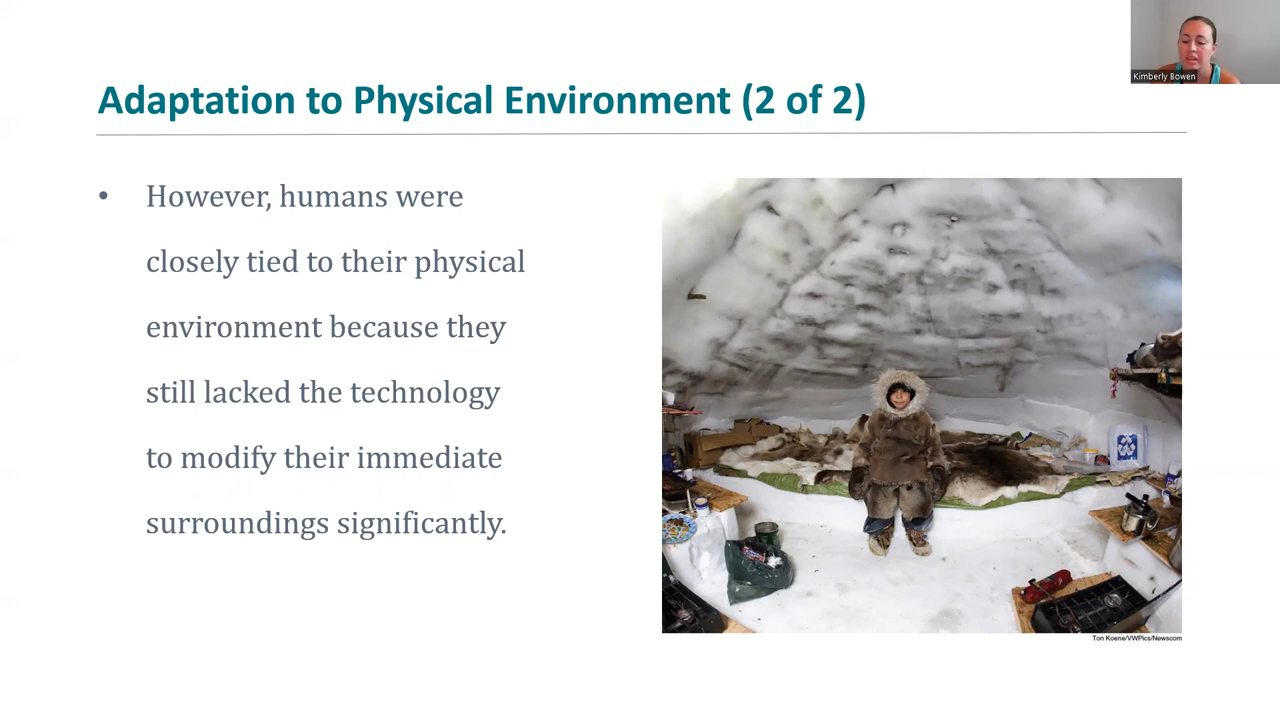 Kimberly Bowen
Adaptation to Physical Environment (2 of 2)
• However, humans were
closely tied to their physical
environment because they
still lacked the technology
to modify their immediate
surroundings significantly.
Ton Koene/VWPics/Newscom